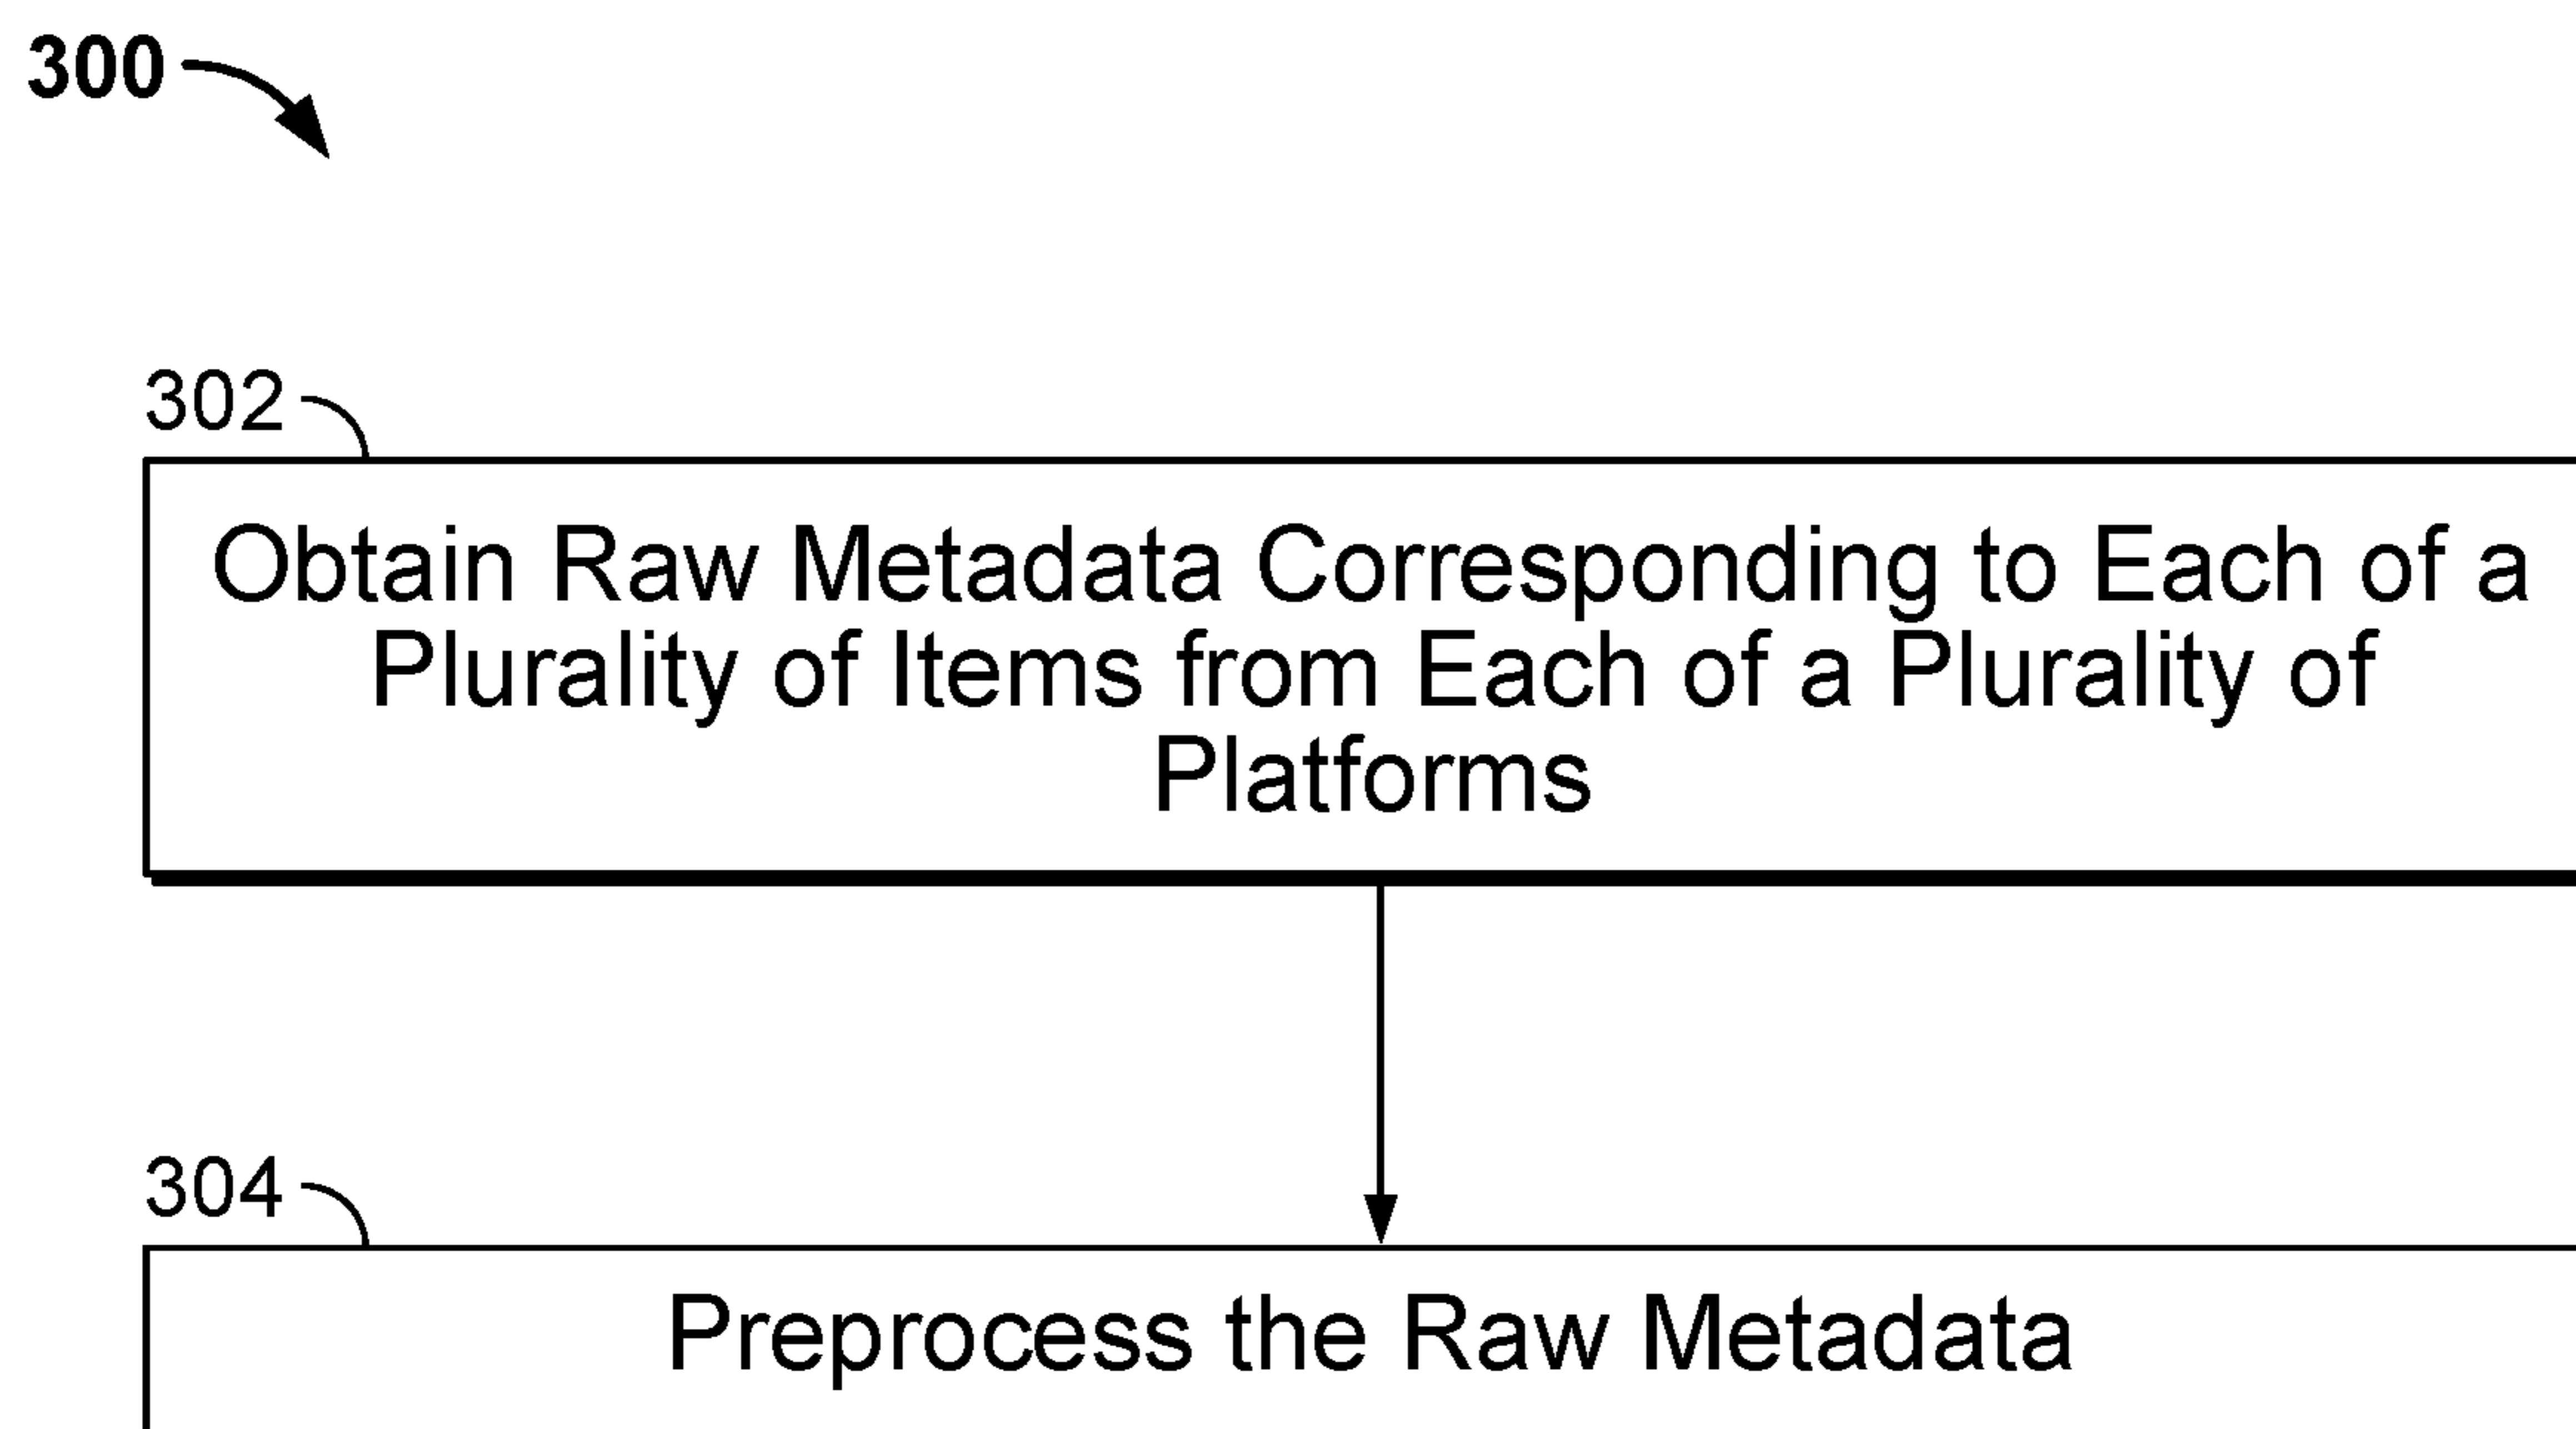 300
302
Obtain Raw Metadata Corresponding to Each of a
Plurality of Items from Each of a Plurality of
Platforms
304
Preprocess the Raw Metadata